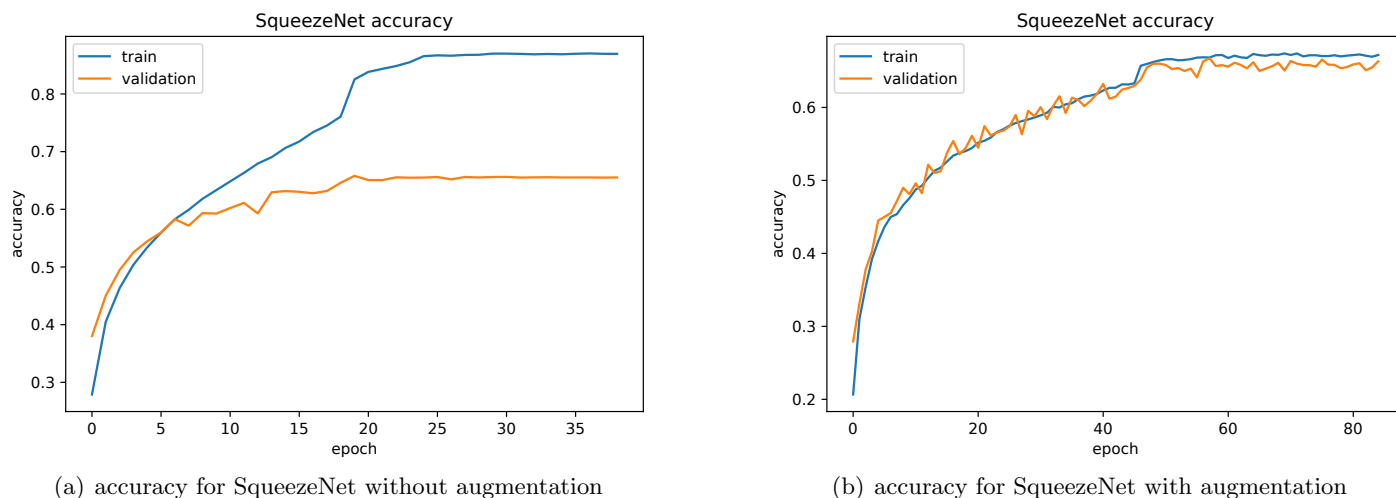 SqueezeNet accuracy
train
validation
accuracy
0.8
0.7
0.6
0.5
0.4
0.3
0 5 10 15 20 25 30 35
epoch
(a) accuracy for SqueezeNet without augmentation
SqueezeNet accuracy
train
validation
accuracy
0.6
0.5
0.4
0.3
0.2
0 20 40 60 80
epoch
(b) accuracy for SqueezeNet with augmentation